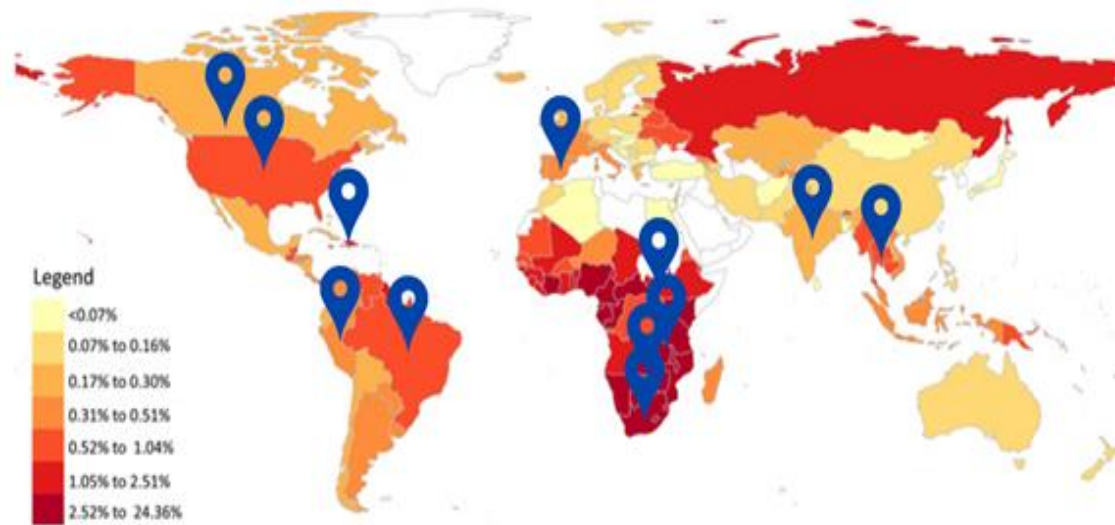 Legend
<0.07%
0.07% to 0.16%
0.17% to 0.30%
0.31% to 0.51%
0.52% to 1.04%
1.05% to 2.51%
2.52% to 24.36%